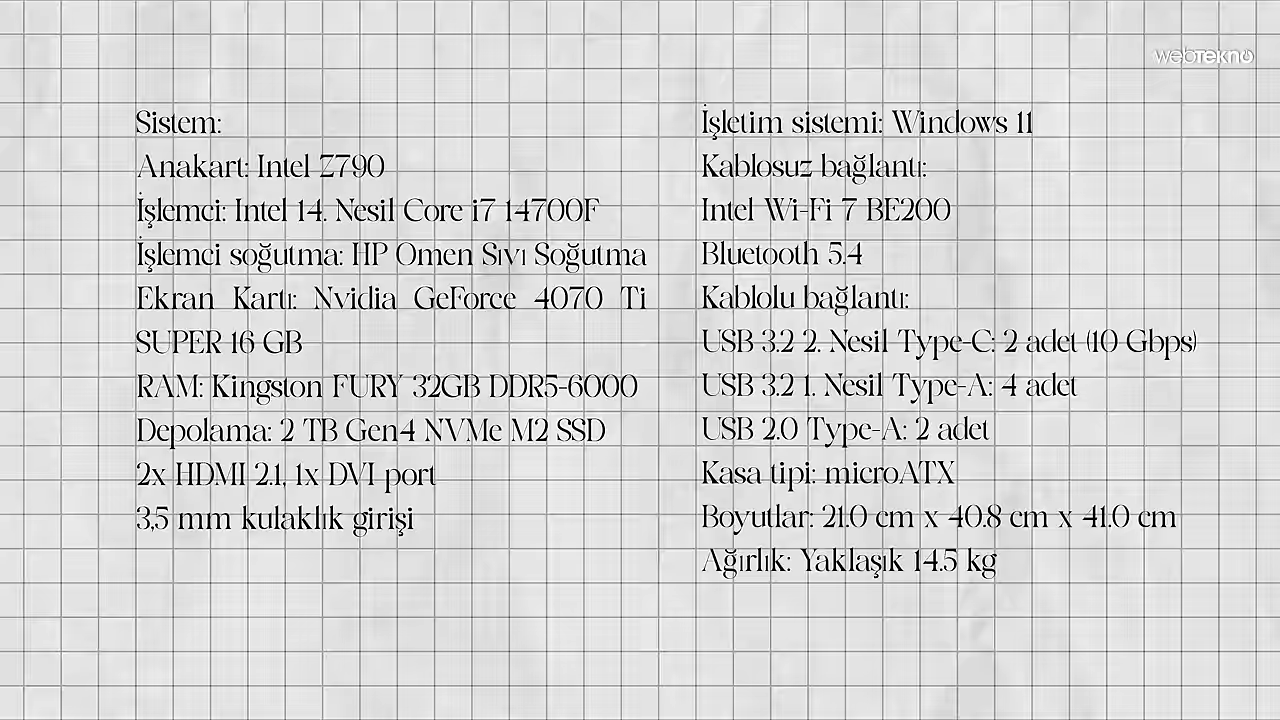 webtekno
Sistem:
Anakart: Intel Z790
İşlemci: Intel 14. Nesil Core i7 14700F
İşlemci soğutma: HP Omen Sıvı Soğutma
Ekran Kartı: Nvidia GeForce 4070 Ti
SUPER 16 GB
RAM: Kingston FURY 32GB DDR5-6000
Depolama: 2 TB Gen4 NVMe M2 SSD
2x HDMI 2.1, 1x DVI port
3,5 mm kulaklık girişi
İşletim sistemi: Windows 11
Kablosuz bağlantı:
Intel Wi-Fi 7 BE200
Bluetooth 5.4
Kablolu bağlantı:
USB 3.2 2. Nesil Type-C: 2 adet (10 Gbps)
USB 3.2 1. Nesil Type-A: 4 adet
USB 2.0 Type-A: 2 adet
Kasa tipi: microATX
Boyutlar: 21.0 cm x 40.8 cm x 41.0 cm
Ağırlık: Yaklaşık 14.5 kg